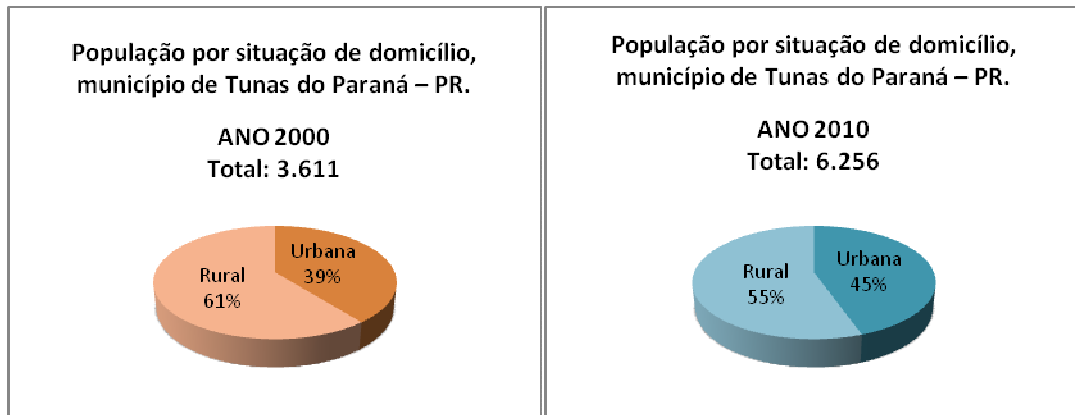 População por situação de domicílio,
município de Tunas do Paraná – PR.
ANO 2000
Total: 3.611
Urbana
39%
Rural
61%
População por situação de domicílio,
município de Tunas do Paraná – PR.
ANO 2010
Total: 6.256
Urbana
45%
Rural
55%